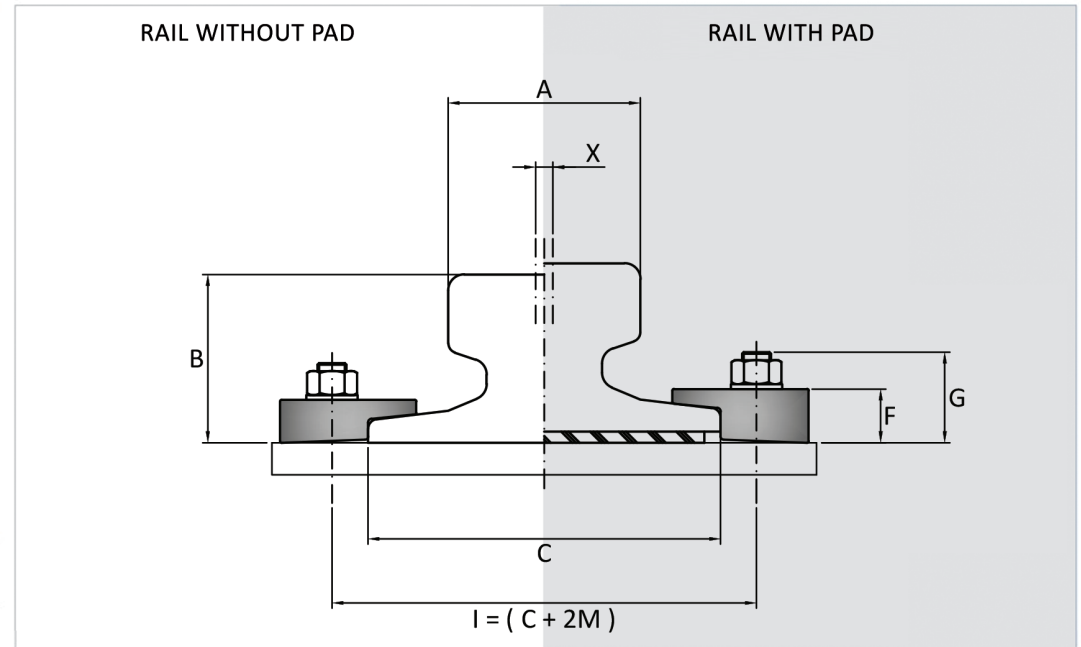 RAIL WITHOUT PAD
RAIL WITH PAD
A
X
B
G
F
C
I = ( C + 2M )